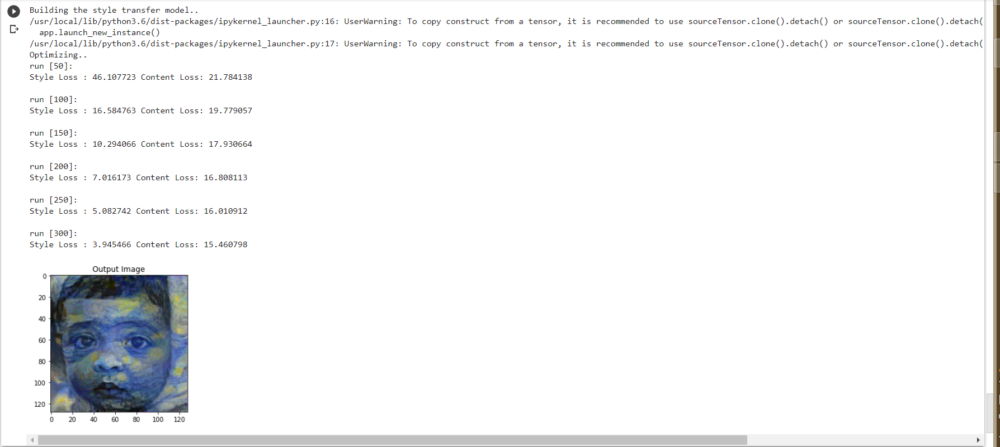 Building the style transfer model..
/usr/local/lib/python3.6/dist-packages/ipykernel_launcher.py:16: UserWarning: To copy construct from a tensor, it is recommended to use sourceTensor.clone().detach() or sourceTensor.clone().detach(
app.launch_new_instance()
/usr/local/lib/python3.6/dist-packages/ipykernel_launcher.py:17: UserWarning: To copy construct from a tensor, it is recommended to use sourceTensor.clone().detach() or sourceTensor.clone().detach(
Optimizing..
run [50]:
Style Loss : 46.107723 Content Loss: 21.784138
run [100]:
Style Loss : 16.584763 Content Loss: 19.779057
run [150]:
Style Loss : 10.294066 Content Loss: 17.930664
run [200]:
Style Loss : 7.016173 Content Loss: 16.808113
run [250]:
Style Loss : 5.082742 Content Loss: 16.010912
run [300]:
Style Loss : 3.945466 Content Loss: 15.460798
Output Image
0
20
40
60
80
100
120
0 20 40 60 80 100 120